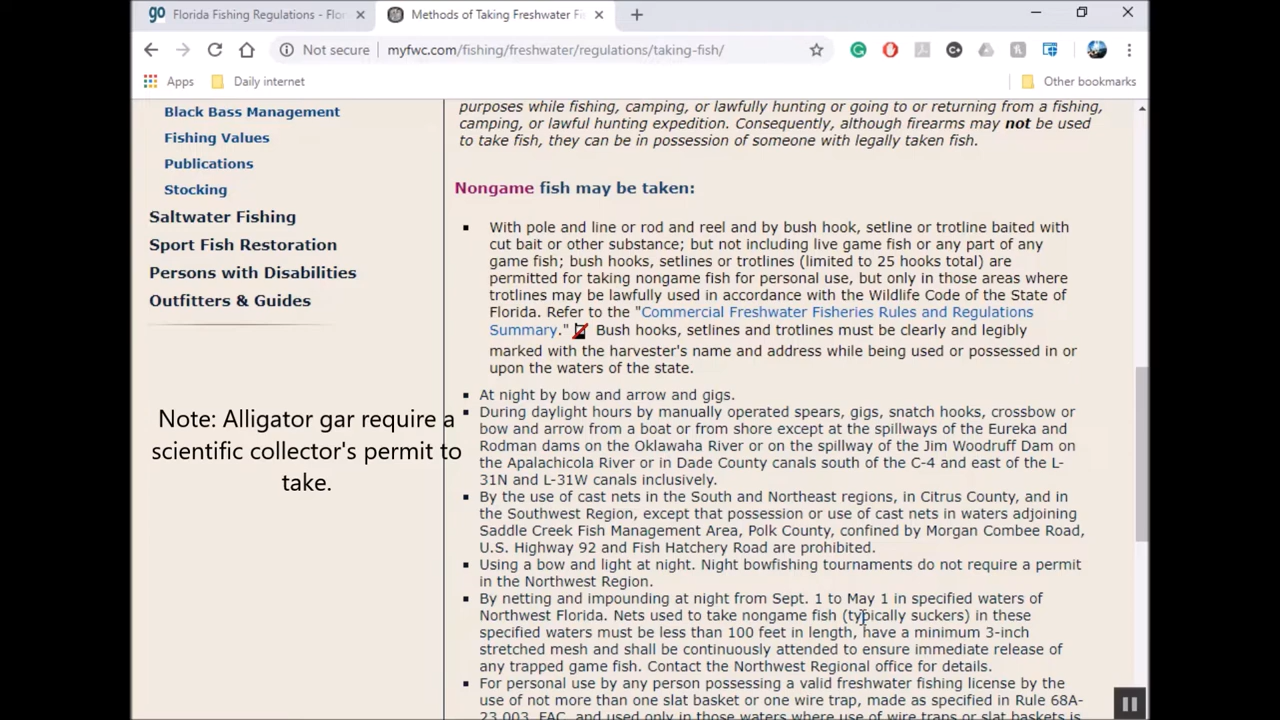 Florida Fishing Regulations - Flor
Methods of Taking Freshwater Fi
Not secure
myfwc.com/fishing/freshwater/regulations/taking-fish/
Apps
Daily internet
Other bookmarks
Black Bass Management
Fishing Values
Publications
Stocking
Saltwater Fishing
Sport Fish Restoration
Persons with Disabilities
Outfitters & Guides
Note: Alligator gar require a
scientific collector's permit to
take.
purposes while fishing, camping, or lawfully hunting or going to or returning from a fishing,
camping, or lawful hunting expedition. Consequently, although firearms may not be used
to take fish, they can be in possession of someone with legally taken fish.
Nongame fish may be taken:
With pole and line or rod and reel and by bush hook, setline or trotline baited with
cut bait or other substance; but not including live game fish or any part of any
game fish; bush hooks, setlines or trotlines (limited to 25 hooks total) are
permitted for taking nongame fish for personal use, but only in those areas where
trotlines may be lawfully used in accordance with the Wildlife Code of the State of
Florida. Refer to the "Commercial Freshwater Fisheries Rules and Regulations
Summary." Bush hooks, setlines and trotlines must be clearly and legibly
marked with the harvester's name and address while being used or possessed in or
upon the waters of the state.
At night by bow and arrow and gigs.
During daylight hours by manually operated spears, gigs, snatch hooks, crossbow or
bow and arrow from a boat or from shore except at the spillways of the Eureka and
Rodman dams on the Oklawaha River or on the spillway of the Jim Woodruff Dam on
the Apalachicola River or in Dade County canals south of the C-4 and east of the L-
31N and L-31W canals inclusively.
By the use of cast nets in the South and Northeast regions, in Citrus County, and in
the Southwest Region, except that possession or use of cast nets in waters adjoining
Saddle Creek Fish Management Area, Polk County, confined by Morgan Combee Road,
U.S. Highway 92 and Fish Hatchery Road are prohibited.
Using a bow and light at night. Night bowfishing tournaments do not require a permit
in the Northwest Region.
By netting and impounding at night from Sept. 1 to May 1 in specified waters of
Northwest Florida. Nets used to take nongame fish (typically suckers) in these
specified waters must be less than 100 feet in length, have a minimum 3-inch
stretched mesh and shall be continuously attended to ensure immediate release of
any trapped game fish. Contact the Northwest Regional office for details.
For personal use by any person possessing a valid freshwater fishing license by the
use of not more than one slat basket or one wire trap, made as specified in Rule 68A-
23.003, FAC, and used only in those waters where use of wire traps or slat baskets is